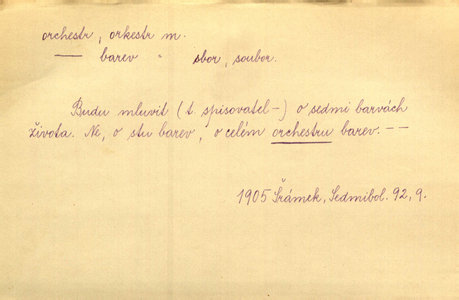 orchestr, orkestr m.
— barev " sbor, soubor.
Budu mluvit (t. spisovatel –) o sedmi barvách
života. Ne, o stu barev, o celém orchestru barev. – –
1905 Šrámek, Sedmibol. 92, 9.